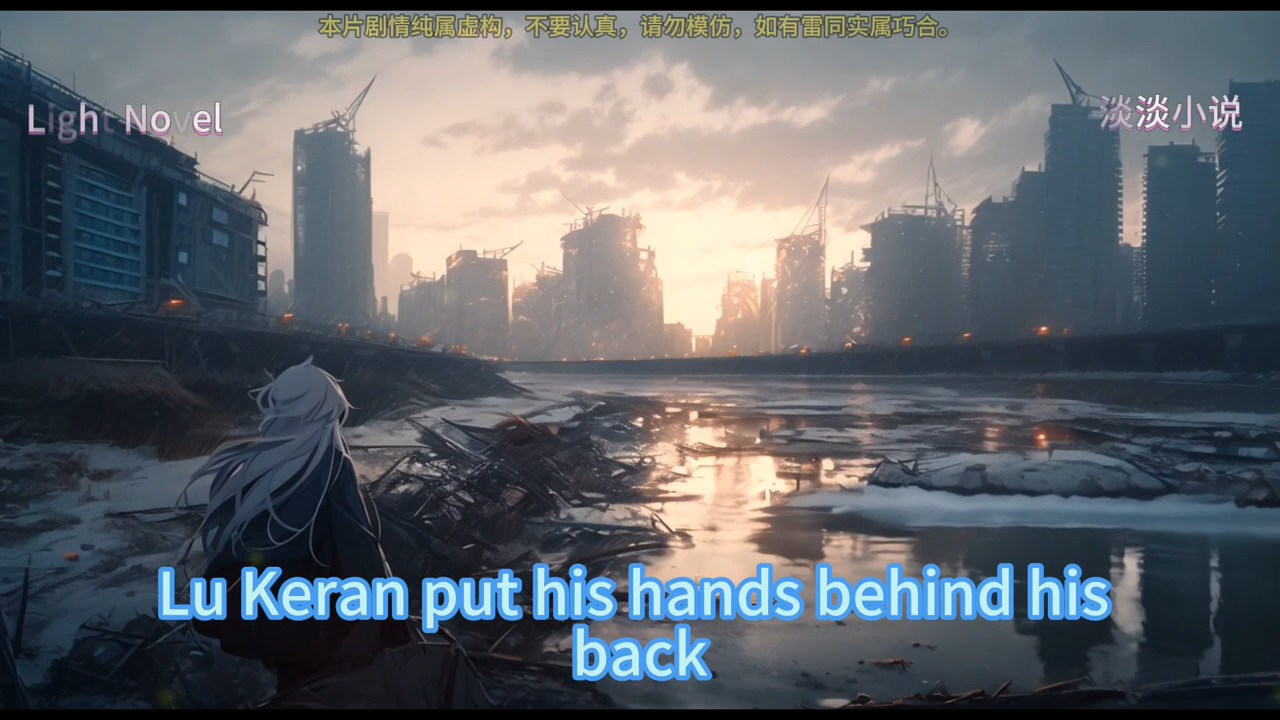 本片剧情纯属虚构，不要认真，请勿模仿，如有雷同实属巧合。
Light Novel
淡淡小说
Lu Keran put his hands behind his
back